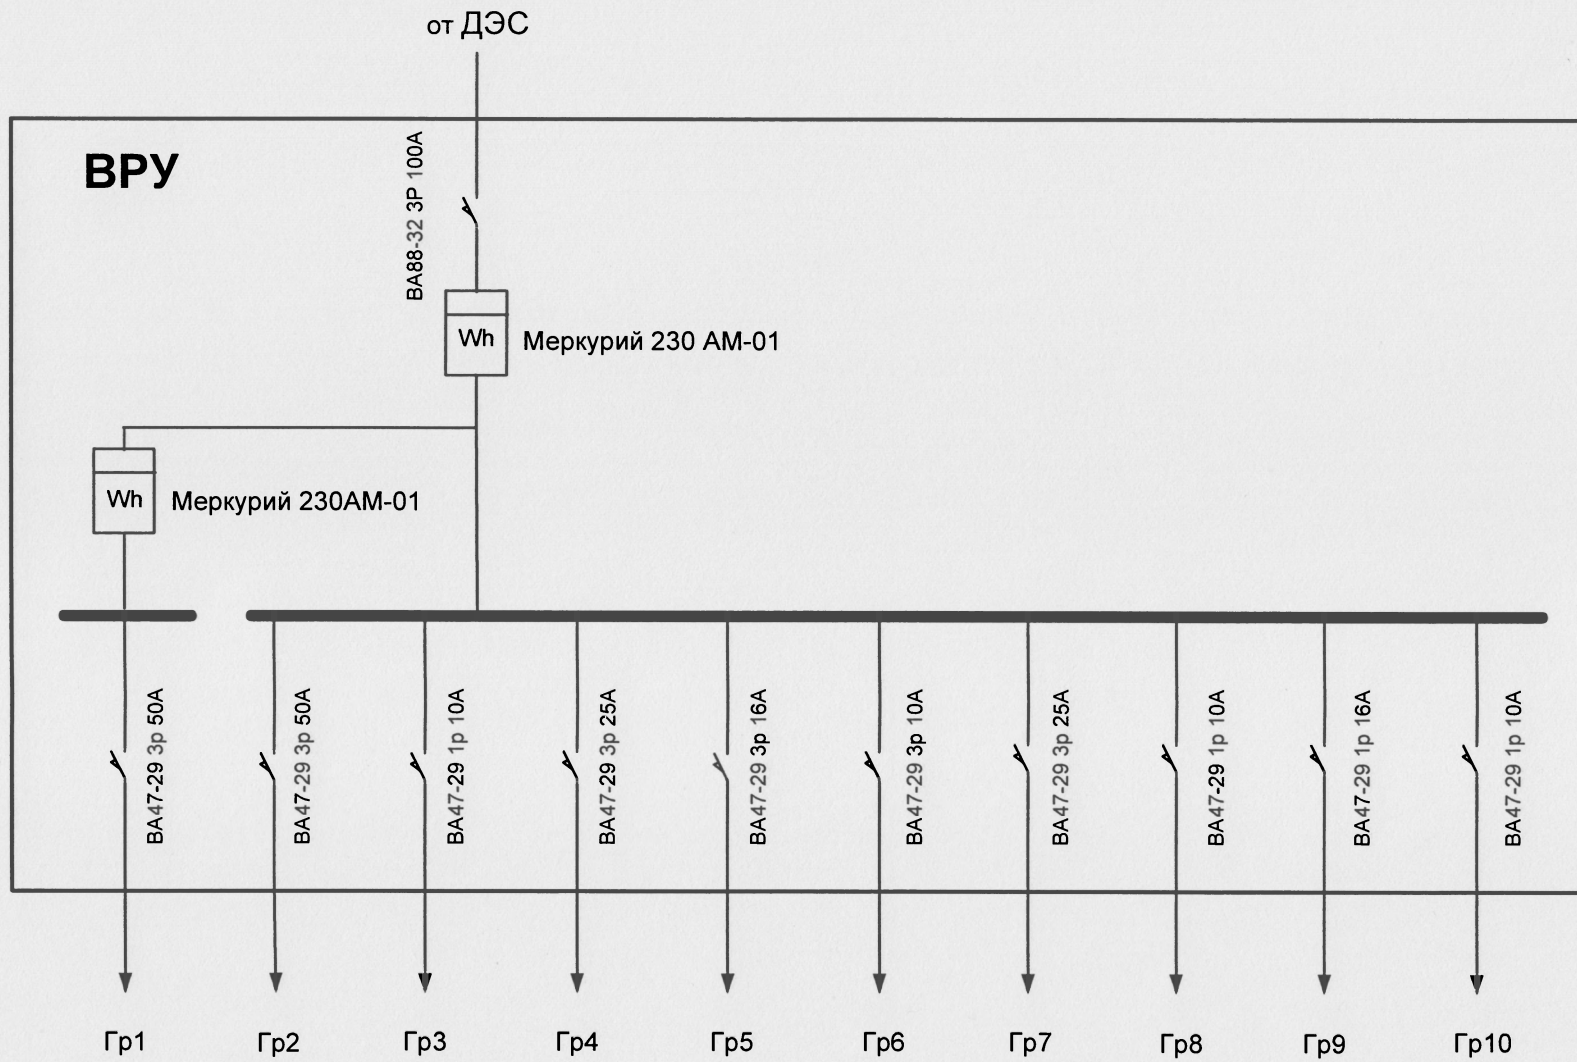 от ДЭС
ВРУ
ВА88-32 3Р 100А
Wh
Меркурий 230 АМ-01
Wh
Меркурий 230АМ-01
ВА47-29 3р 50А
ВА47-29 3р 50А
ВА47-29 1р 10А
ВА47-29 3р 25А
ВА47-29 3р 16А
ВА47-29 3р 10А
ВА47-29 3р 25А
ВА47-29 1р 10А
ВА47-29 1р 16А
ВА47-29 1р 10А
Гр1
Гр2
Гр3
Гр4
Гр5
Гр6
Гр7
Гр8
Гр9
Гр10